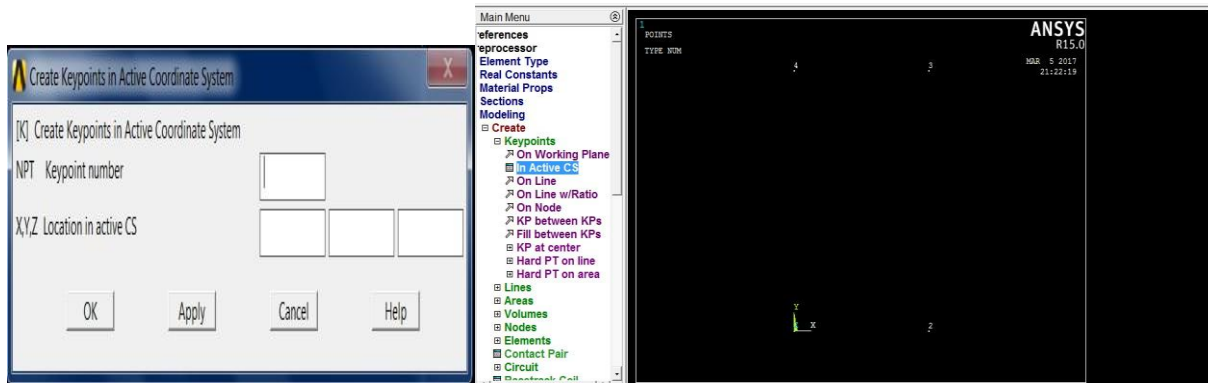 Create Keypoints in Active Coordinate System
[K] Create Keypoints in Active Coordinate System
NPT Keypoint number
X,Y,Z Location in active CS
OK
Apply
Cancel
Help
Main Menu
references
reprocessor
Element Type
Real Constants
Material Props
Sections
Modeling
Create
Keypoints
On Working Plane
In Active CS
On Line
On Line w/Ratio
On Node
KP between KPs
Fill between KPs
KP at center
Hard PT on line
Hard PT on area
Lines
Areas
Volumes
Nodes
Elements
Contact Pair
Circuit
1
POINTS
TYPE NUM
ANSYS
R15.0
MAR 5 2017
21:22:19
4
3
Y
X
2